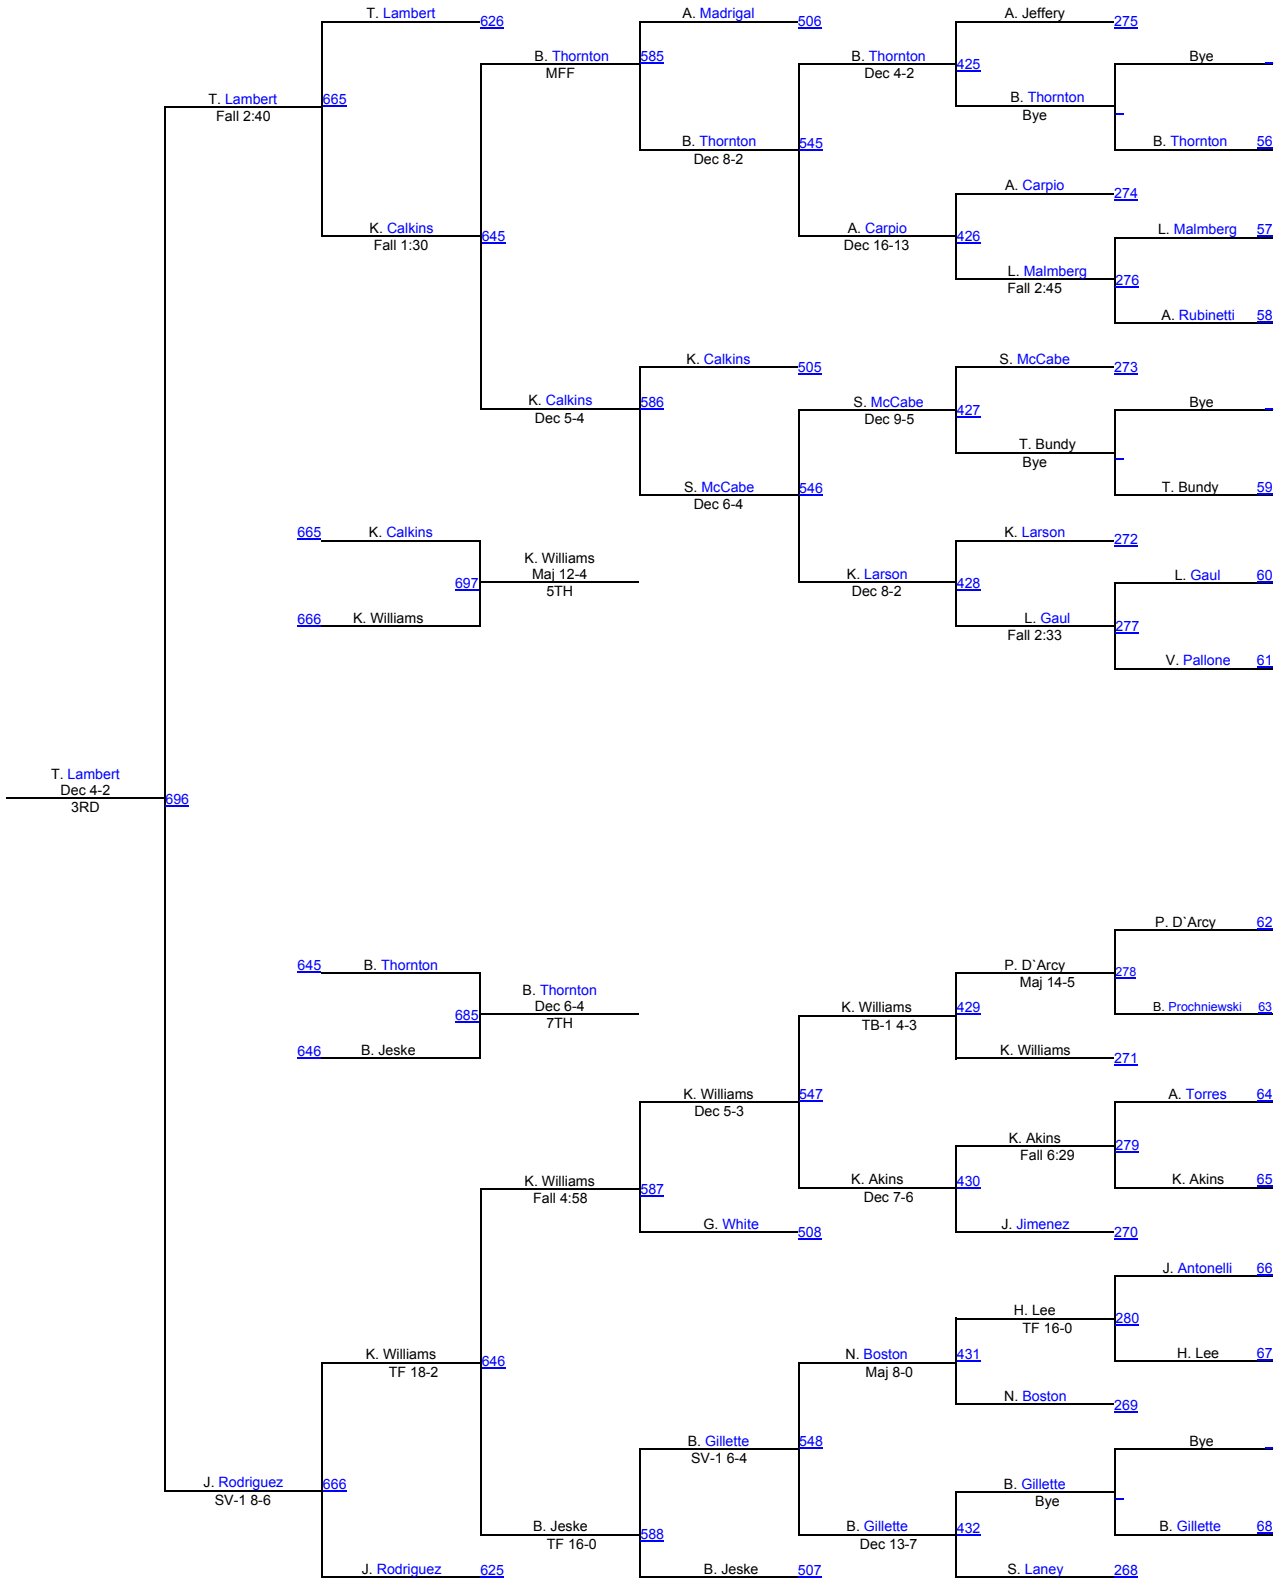 T. Lambert 626
A. Madrigal 506
A. Jeffery 275
B. Thornton 585
MFF
B. Thornton 425
Dec 4-2
Bye
T. Lambert 665
Fall 2:40
B. Thornton
Bye
B. Thornton 545
Dec 8-2
B. Thornton 56
A. Carpio 274
K. Calkins 645
Fall 1:30
A. Carpio 426
Dec 16-13
L. Malmberg 57
L. Malmberg 276
Fall 2:45
A. Rubinetti 58
K. Calkins 505
S. McCabe 273
K. Calkins 586
Dec 5-4
S. McCabe 427
Dec 9-5
Bye
T. Bundy
Bye
S. McCabe 546
Dec 6-4
T. Bundy 59
665 K. Calkins
K. Larson 272
K. Williams
697 Maj 12-4
5TH
K. Larson 428
Dec 8-2
L. Gaul 60
666 K. Williams
L. Gaul 277
Fall 2:33
V. Pallone 61
T. Lambert
Dec 4-2 696
3RD
P. D`Arcy 62
645 B. Thornton
P. D`Arcy 278
Maj 14-5
B. Thornton
685 Dec 6-4
7TH
K. Williams 429
TB-1 4-3
B. Prochniewski 63
646 B. Jeske
K. Williams 271
K. Williams 547
Dec 5-3
A. Torres 64
K. Akins 279
Fall 6:29
K. Williams 587
Fall 4:58
K. Akins 430
Dec 7-6
K. Akins 65
G. White 508
J. Jimenez 270
J. Antonelli 66
H. Lee 280
TF 16-0
K. Williams 646
TF 18-2
N. Boston 431
Maj 8-0
H. Lee 67
N. Boston 269
B. Gillette 548
SV-1 6-4
Bye
J. Rodriguez 666
SV-1 8-6
B. Gillette
Bye
B. Jeske 588
TF 16-0
B. Gillette 432
Dec 13-7
B. Gillette 68
J. Rodriguez 625
B. Jeske 507
S. Laney 268